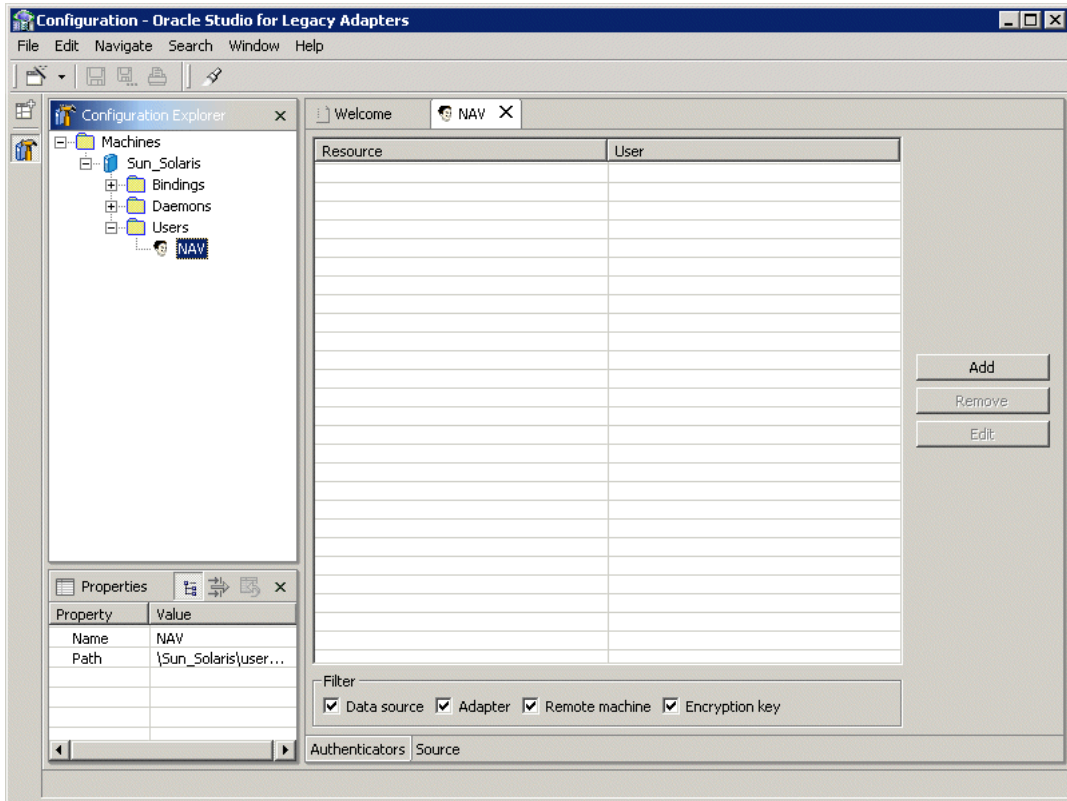 Configuration - Oracle Studio for Legacy Adapters
File Edit Navigate Search Window Help
Configuration Explorer
Machines
Sun_Solaris
Bindings
Daemons
Users
NAV
Properties
Property Value
Name NAV
Path \Sun_Solaris\user...
Welcome NAV
Resource User
Add
Remove
Edit
Filter
Data source Adapter Remote machine Encryption key
Authenticators Source